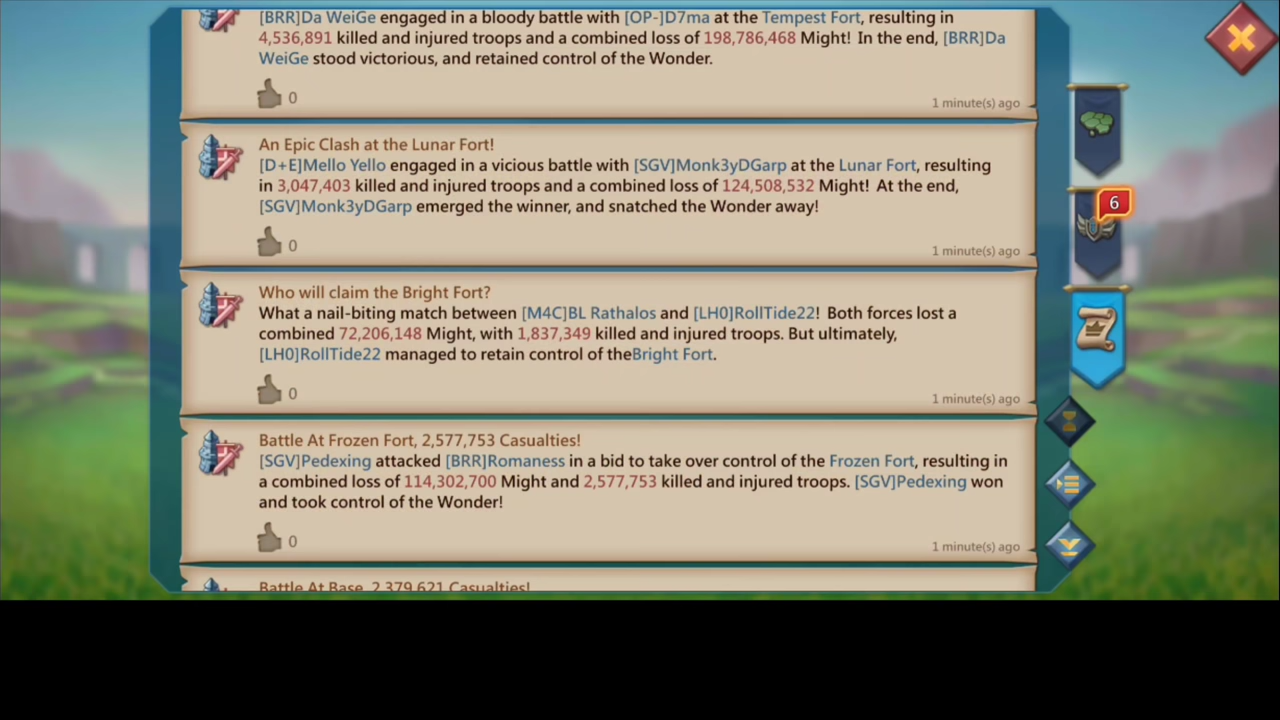 [BRR]Da WeiGe engaged in a bloody battle with [OP-]D7ma at the Tempest Fort, resulting in
4,536,891 killed and injured troops and a combined loss of 198,786,468 Might! In the end, [BRR]Da
WeiGe stood victorious, and retained control of the Wonder.
0
1 minute(s) ago
An Epic Clash at the Lunar Fort!
[D+E]Mello Yello engaged in a vicious battle with [SGV]Monk3yDGarp at the Lunar Fort, resulting
in 3,047,403 killed and injured troops and a combined loss of 124,508,532 Might! At the end,
[SGV]Monk3yDGarp emerged the winner, and snatched the Wonder away!
0
1 minute(s) ago
6
Who will claim the Bright Fort?
What a nail-biting match between [M4C]BL Rathalos and [LH0]RollTide22! Both forces lost a
combined 72,206,148 Might, with 1,837,349 killed and injured troops. But ultimately,
[LH0]RollTide22 managed to retain control of theBright Fort.
0
1 minute(s) ago
Battle At Frozen Fort, 2,577,753 Casualties!
[SGV]Pedexing attacked [BRR]Romaness in a bid to take over control of the Frozen Fort, resulting in
a combined loss of 114,302,700 Might and 2,577,753 killed and injured troops. [SGV]Pedexing won
and took control of the Wonder!
0
1 minute(s) ago
Battle At Base, 2,379,621 Casualties!